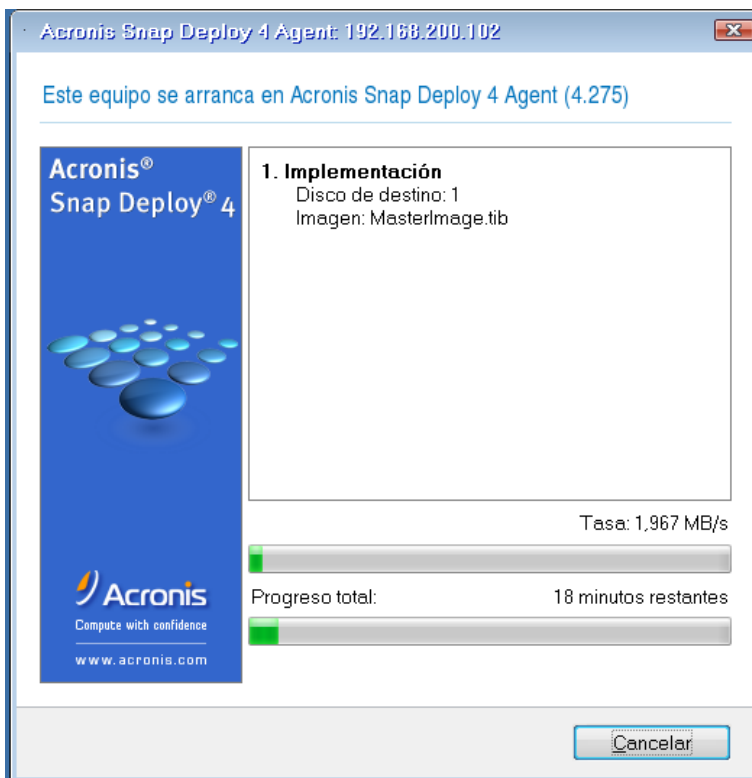 Acronis Snap Deploy 4 Agent: 192.168.200.102
Este equipo se arranca en Acronis Snap Deploy 4 Agent (4.275)
Acronis®
Snap Deploy® 4
1. Implementación
Disco de destino: 1
Imagen: MasterImage.tib
Tasa: 1,967 MB/s
Progreso total:
18 minutos restantes
Acronis
Compute with confidence
www.acronis.com
Cancelar